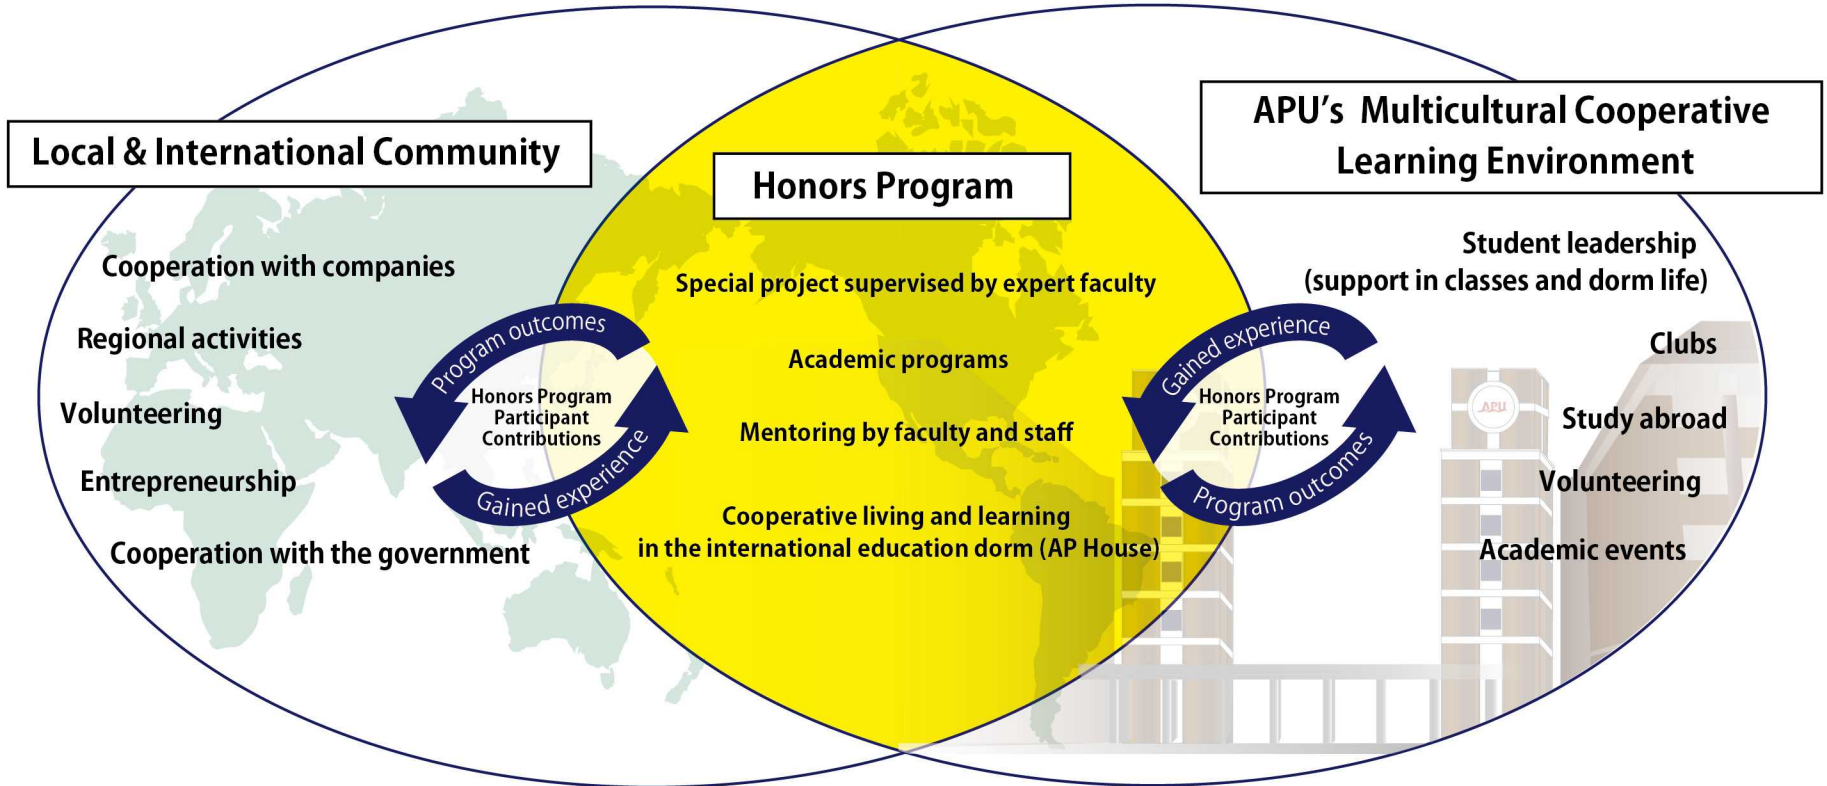 Local & International Community
Cooperation with companies
Regional activities
Volunteering
Entrepreneurship
Cooperation with the government
Program outcomes
Honors Program
Participant
Contributions
Gained experience
Honors Program
Special project supervised by expert faculty
Academic programs
Mentoring by faculty and staff
Cooperative living and learning
in the international education dorm (AP House)
Gained experience
Honors Program
Participant
Contributions
Program outcomes
APU's Multicultural Cooperative
Learning Environment
Student leadership
(support in classes and dorm life)
Clubs
APU
Study abroad
Volunteering
Academic events